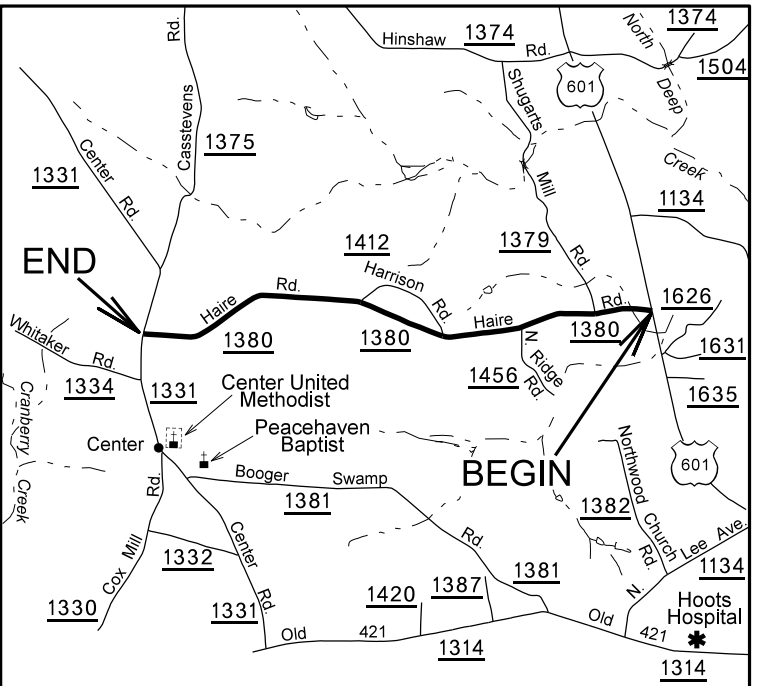 Rd.
Hinshaw
1374
Rd.
North
1374
1504
601
Deep
Shugarts
Creek
Casstevens
1375
Center
1331
Rd.
Mill
1134
1412
1379
Rd.
END
Harrison
Rd.
Haire
Rd.
1380
1380
Haire
1380
Rd.
1626
Whitaker
Rd.
1334
1331
N. Ridge
Rd.
1456
1631
1635
Center United
Methodist
Peacehaven
Baptist
Cranberry
Creek
Center
BEGIN
601
Booger
Swamp
Rd.
1381
Northwood
Church
Rd.
1382
Rd.
Cox Mill
1332
Center
Rd.
1331
1330
1420
1387
1381
N.
Lee Ave.
1134
Hoots
Hospital
Old
421
1314
Old
421
1314